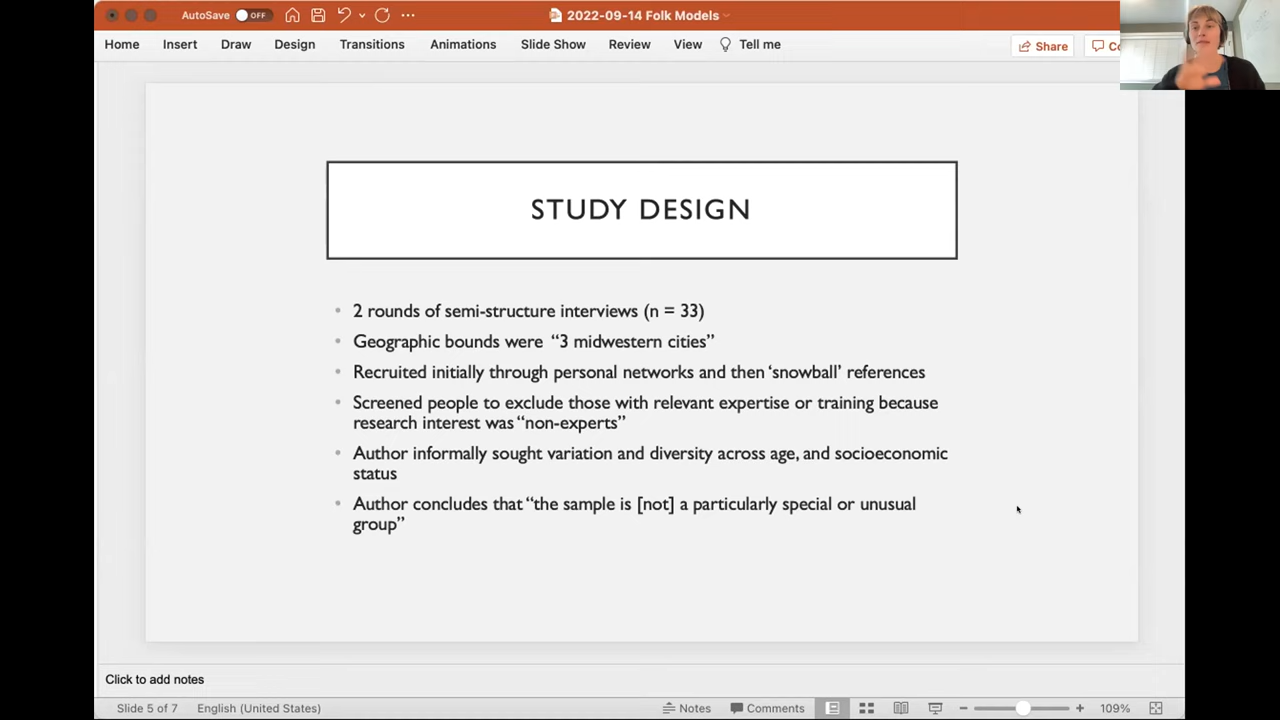 AutoSave OFF
2022-09-14 Folk Models
Home Insert Draw Design Transitions Animations Slide Show Review View Tell me
Share
STUDY DESIGN
• 2 rounds of semi-structure interviews (n = 33)
• Geographic bounds were “3 midwestern cities”
• Recruited initially through personal networks and then ‘snowball’ references
• Screened people to exclude those with relevant expertise or training because
research interest was “non-experts”
• Author informally sought variation and diversity across age, and socioeconomic
status
• Author concludes that “the sample is [not] a particularly special or unusual
group”
Click to add notes
Slide 5 of 7 English (United States) Notes Comments 109%